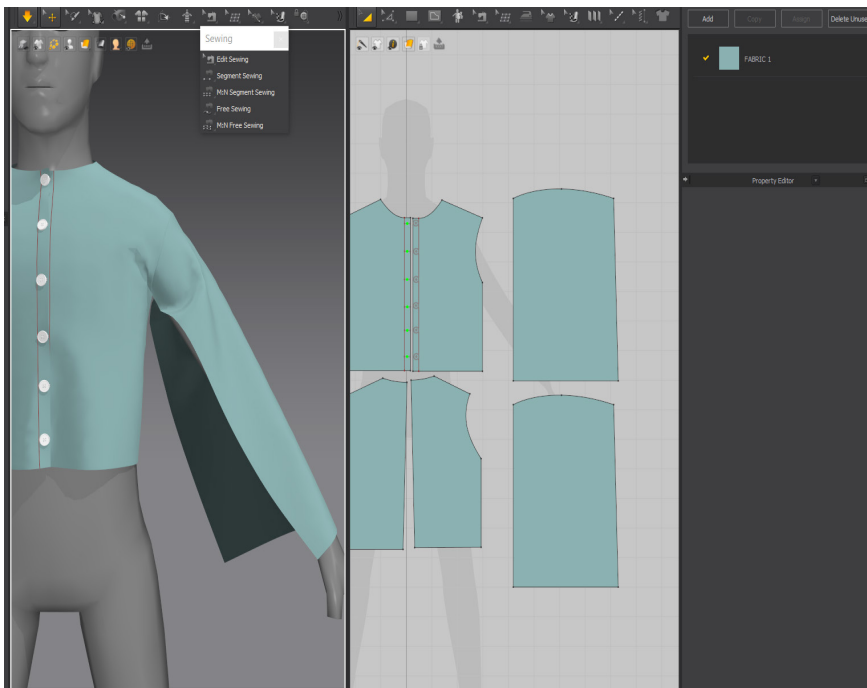 Sewing
Edit Sewing
Segment Sewing
M:N Segment Sewing
Free Sewing
M:N Free Sewing
Add
Copy
Assign
Delete Unuse
FABRIC 1
Property Editor